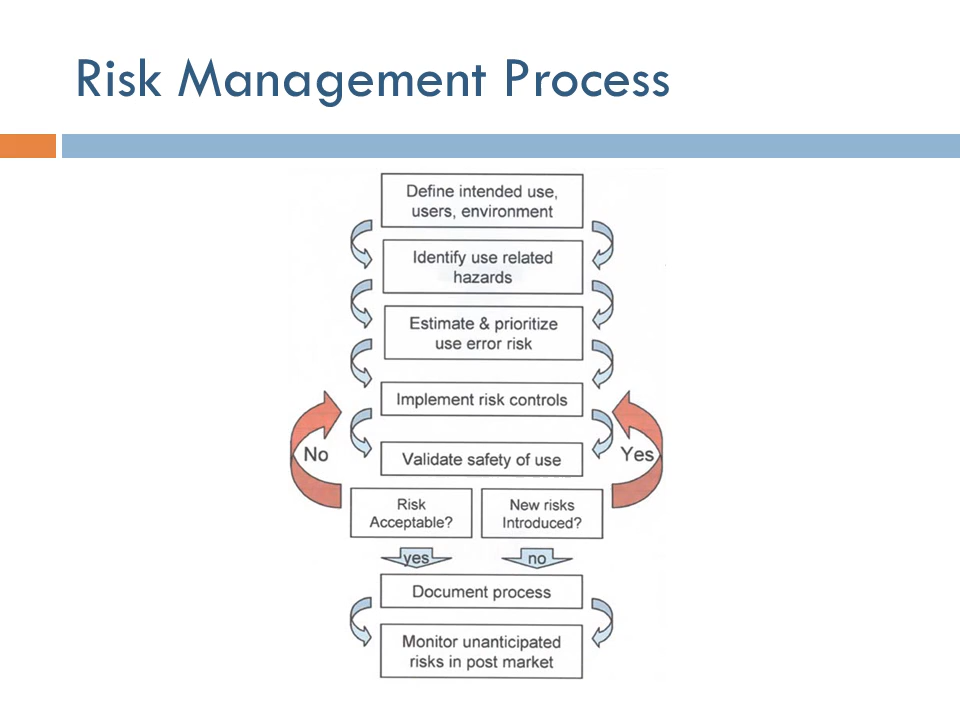 Risk Management Process
Define intended use,
users, environment
Identify use related
hazards
Estimate & prioritize
use error risk
Implement risk controls
No
Yes
Validate safety of use
Risk
Acceptable?
New risks
Introduced?
yes
no
Document process
Monitor unanticipated
risks in post market